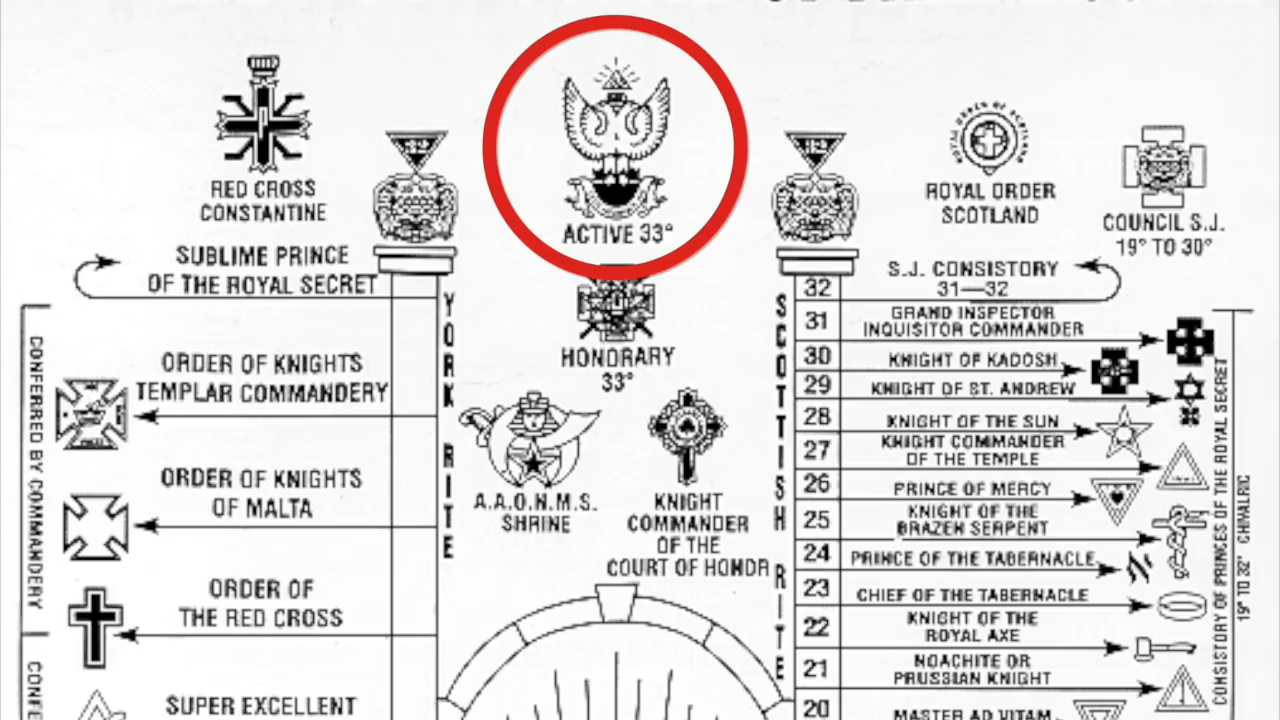 RED CROSS
CONSTANTINE
ACTIVE 33°
ROYAL ORDER OF SCOTLAND
ROYAL ORDER
SCOTLAND
COUNCIL S.J.
19° TO 30°
SUBLIME PRINCE
OF THE ROYAL SECRET
YORK RITE
CONFERRED BY COMMANDERY
ORDER OF KNIGHTS
TEMPLAR COMMANDERY
ORDER OF KNIGHTS
OF MALTA
ORDER OF
THE RED CROSS
SUPER EXCELLENT
HONORARY
33°
A.A.O.N.M.S.
SHRINE
KNIGHT
COMMANDER
OF THE
COURT OF HONOR
SCOTTISH RITE
32
S.J. CONSISTORY
31—32
31
GRAND INSPECTOR
INQUISITOR COMMANDER
30
KNIGHT OF KADOSH
29
KNIGHT OF ST. ANDREW
28
KNIGHT OF THE SUN
27
KNIGHT COMMANDER
OF THE TEMPLE
26
PRINCE OF MERCY
25
KNIGHT OF THE
BRAZEN SERPENT
24
PRINCE OF THE TABERNACLE
23
CHIEF OF THE TABERNACLE
22
KNIGHT OF THE
ROYAL AXE
21
NOACHITE OR
PRUSSIAN KNIGHT
20
MASTER AD VITAM
CONSISTORY OF PRINCES OF THE ROYAL SECRET
19° TO 32° CHIVALRIC